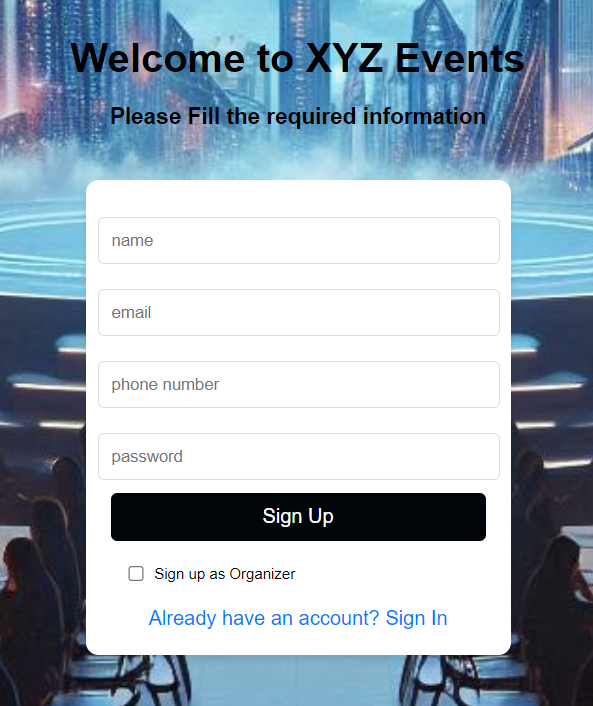 Welcome to XYZ Events
Please Fill the required information
name
email
phone number
password
Sign Up
Sign up as Organizer
Already have an account? Sign In